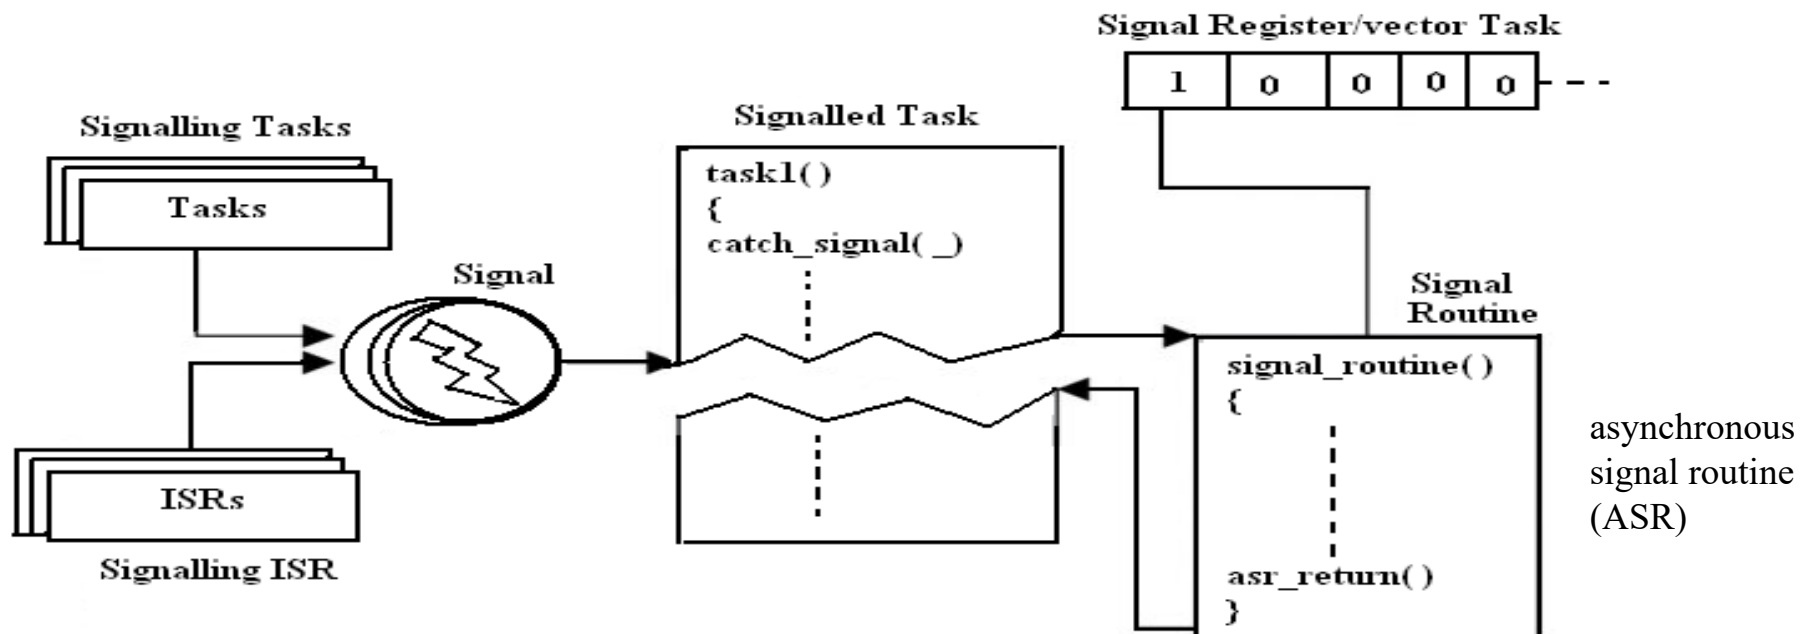 Signal Register/vector Task
1 0 0 0 0
Signalling Tasks
Tasks
Signal
Signalled Task
task1( )
{
catch_signal( _)
Signal
Routine
signal_routine( )
{
asr_return( )
}
asynchronous
signal routine
(ASR)
ISRs
Signalling ISR